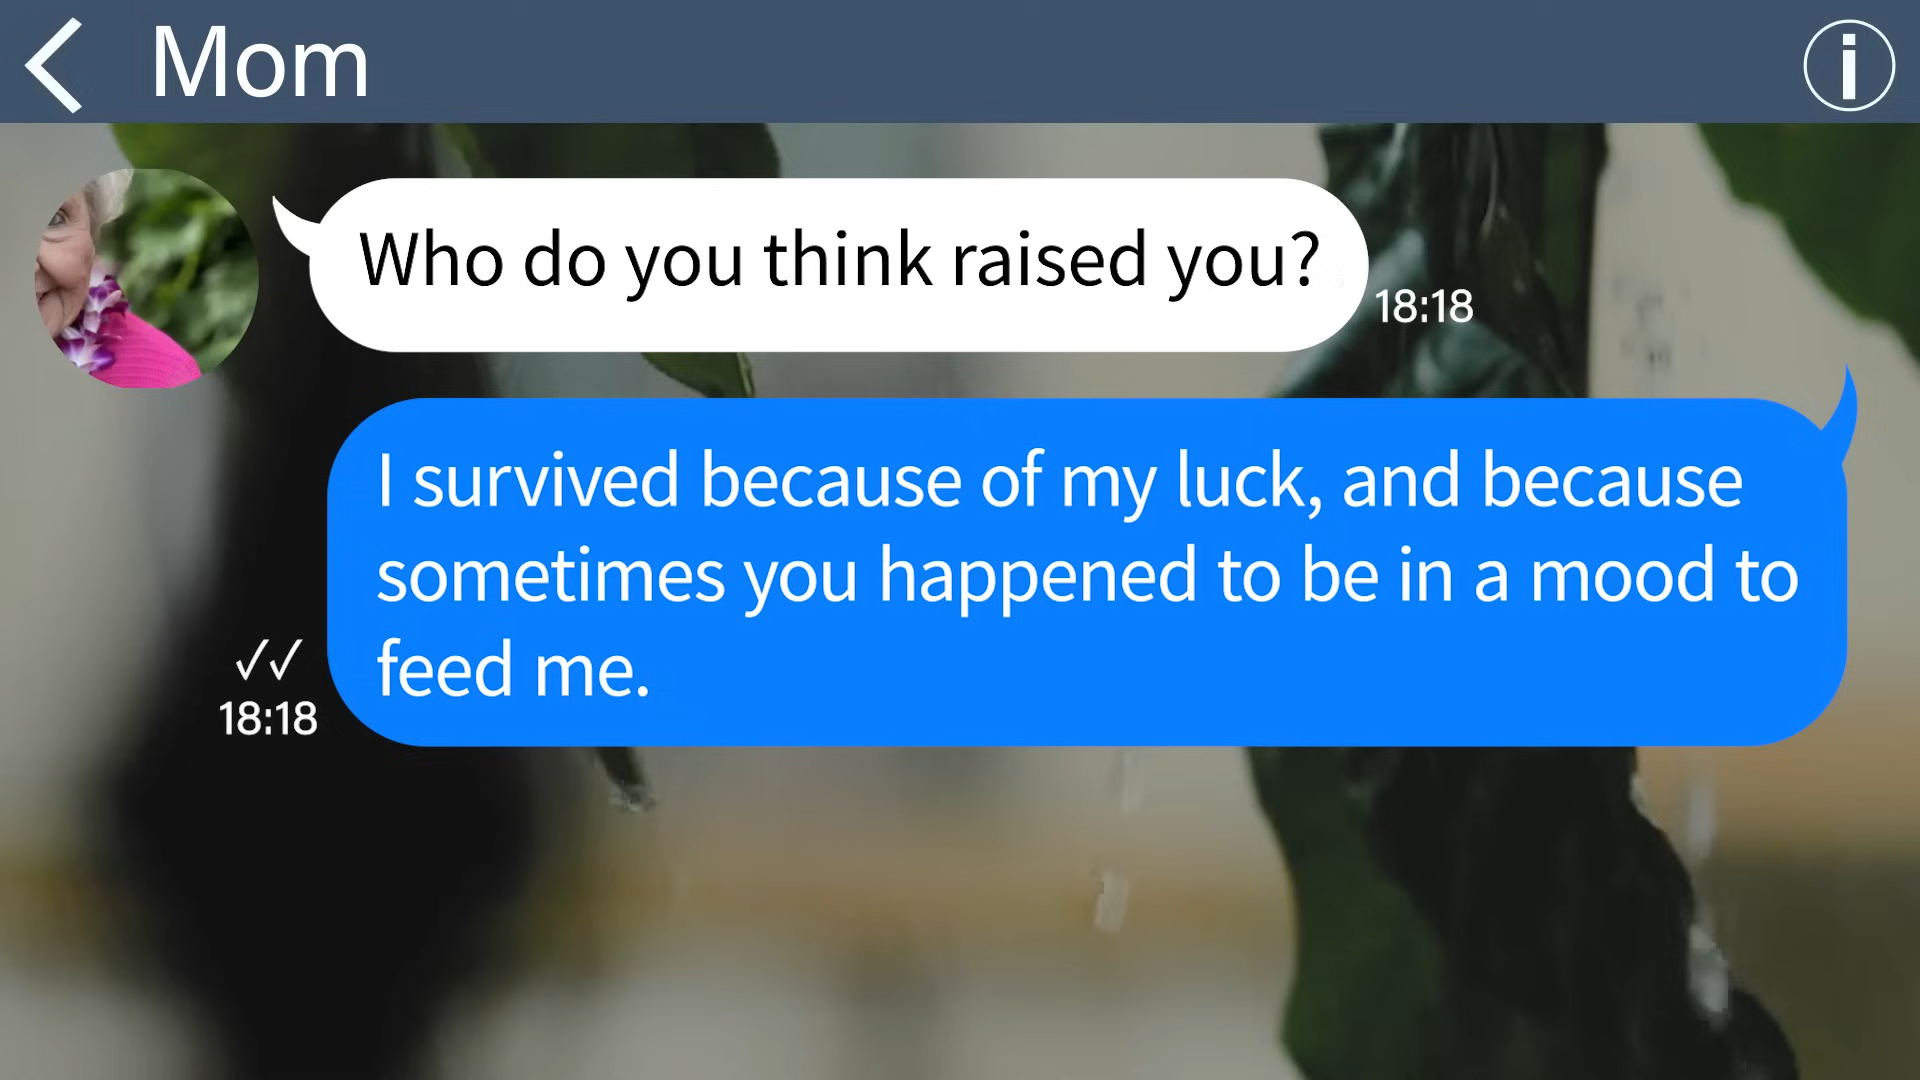 Mom
Who do you think raised you?
18:18
I survived because of my luck, and because
sometimes you happened to be in a mood to
feed me.
18:18